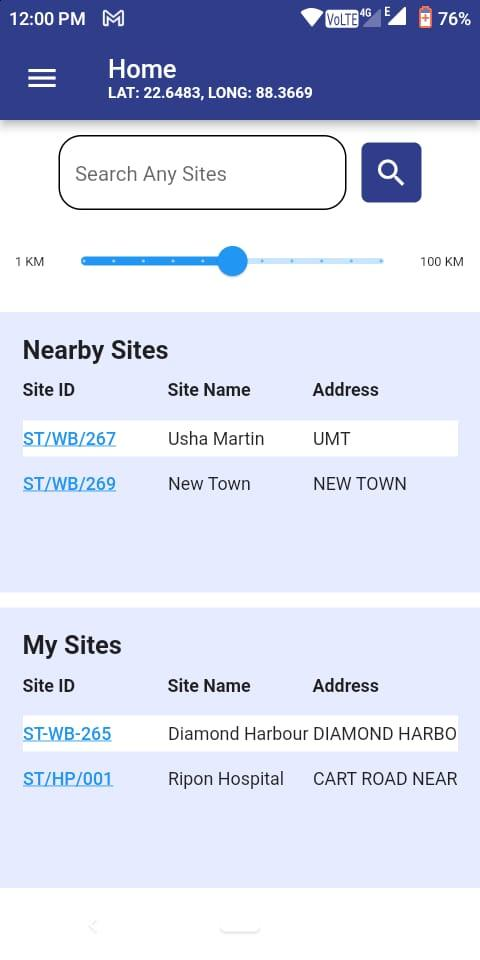 12:00 PM VoLTE 4G E 76%
Home
LAT: 22.6483, LONG: 88.3669
Search Any Sites
1 KM 100 KM
Nearby Sites
Site ID Site Name Address
ST/WB/267 Usha Martin UMT
ST/WB/269 New Town NEW TOWN
My Sites
Site ID Site Name Address
ST-WB-265 Diamond Harbour DIAMOND HARBO
ST/HP/001 Ripon Hospital CART ROAD NEAR